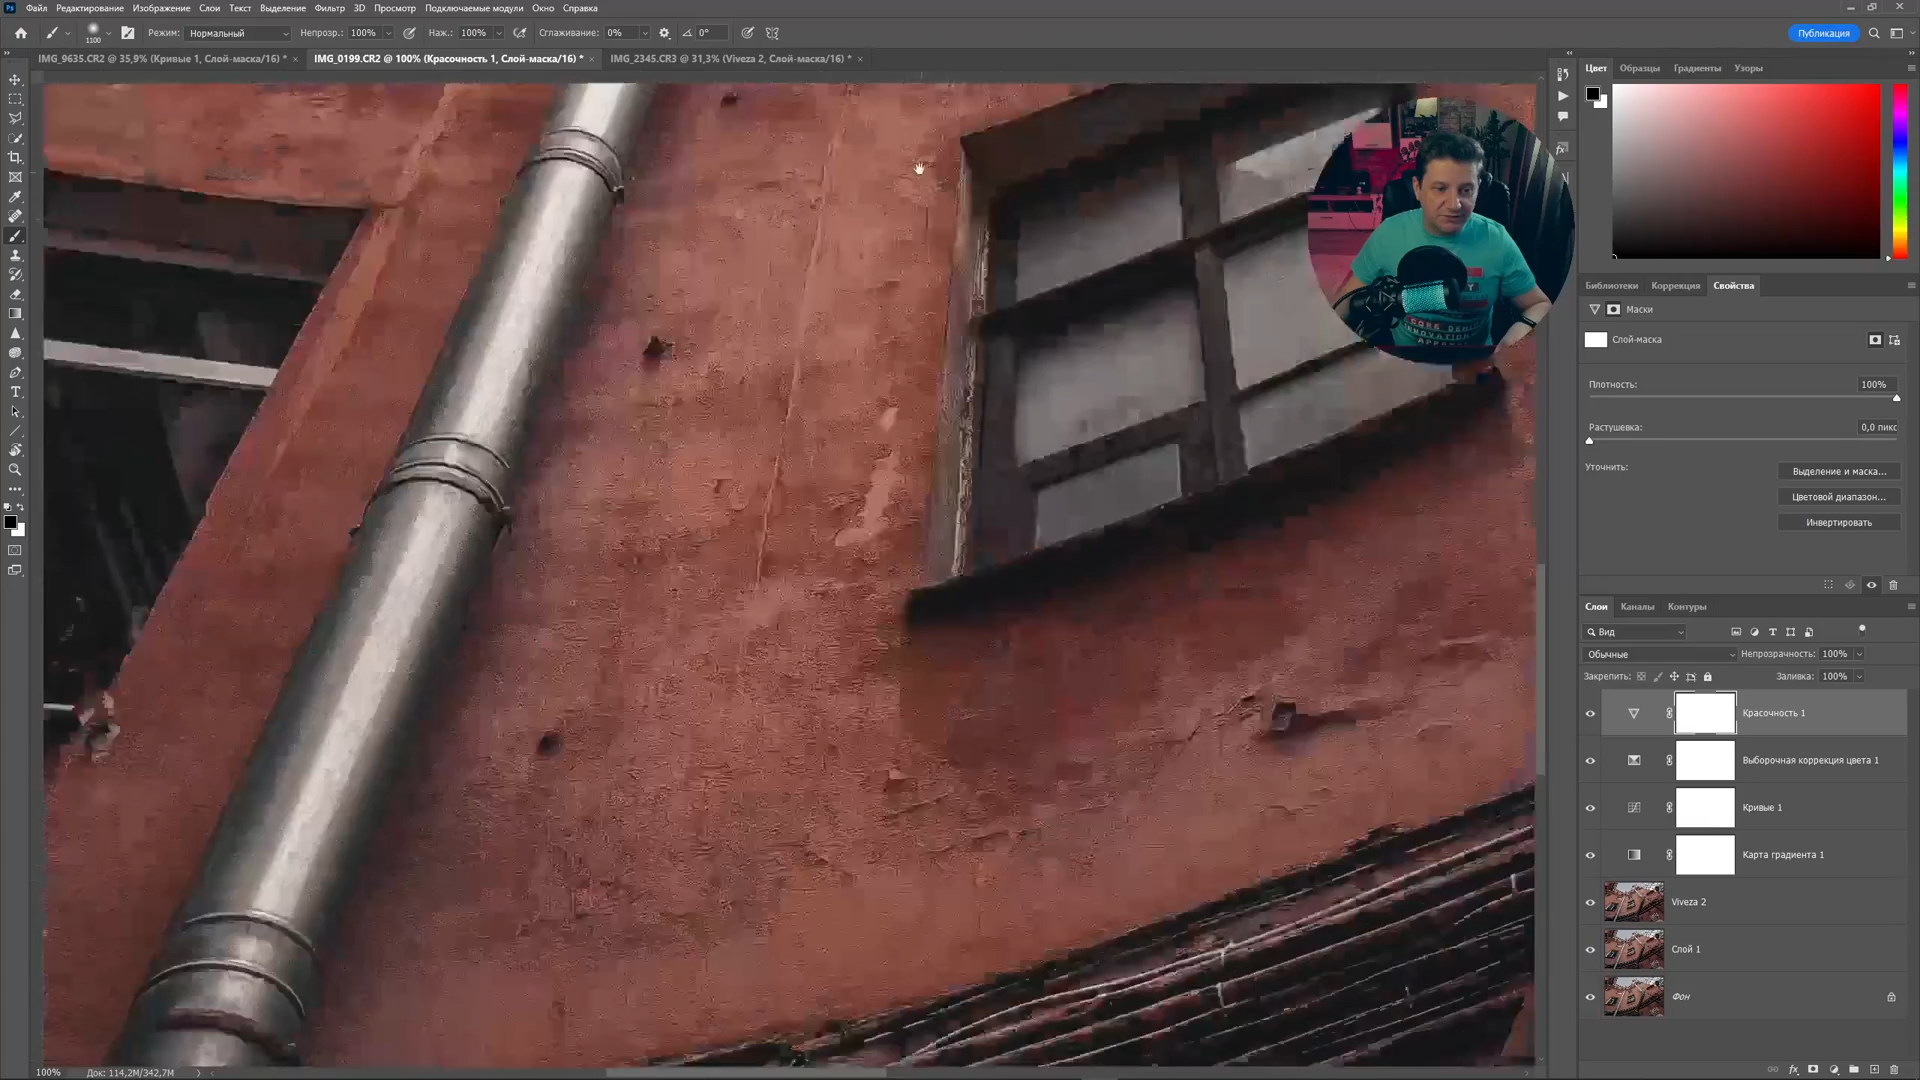 Файл Редактирование Изображение Слои Текст Выделение Фильтр 3D Просмотр Подключаемые модули Окно Справка
1100 Режим: Нормальный Непрозр.: 100% Наж.: 100% Сглаживание: 0% 0° Публикация
IMG_9635.CR2 @ 35,9% (Кривые 1, Слой-маска/16) * × IMG_0199.CR2 @ 100% (Красочность 1, Слой-маска/16) * × IMG_2345.CR3 @ 31,3% (Viveza 2, Слой-маска/16) * ×
Цвет Образцы Градиенты Узоры
Библиотеки Коррекция Свойства
Маски
Слой-маска
CORE DEMENTIA
INNOVATION
APPAREL
Плотность: 100%
Растушевка: 0,0 пикс
Уточнить: Выделение и маска...
Цветовой диапазон...
Инвертировать
Слои Каналы Контуры
Вид
Обычные Непрозрачность: 100%
Закрепить: Заливка: 100%
Красочность 1
Выборочная коррекция цвета 1
Кривые 1
Карта градиента 1
Viveza 2
Слой 1
Фон
100% Док: 114,2M/342,7M